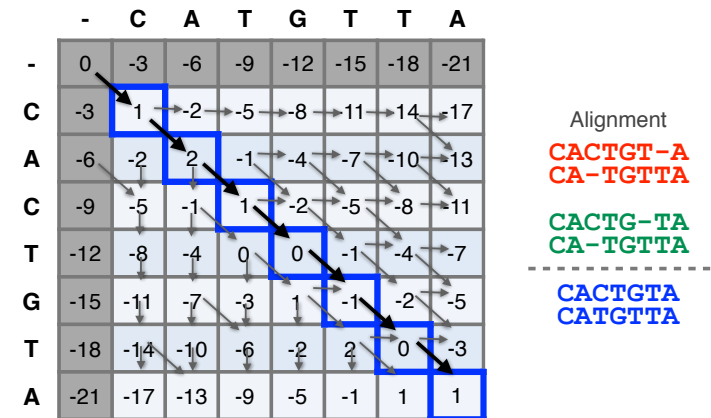 - C A T G T T A
- 0 -3 -6 -9 -12 -15 -18 -21
C -3 1 -2 -5 -8 -11 -14 -17
A -6 -2 2 -1 -4 -7 -10 -13
C -9 -5 -1 1 -2 -5 -8 -11
T -12 -8 -4 0 0 -1 -4 -7
G -15 -11 -7 -3 1 -1 -2 -5
T -18 -14 -10 -6 -2 2 0 -3
A -21 -17 -13 -9 -5 -1 1 1
Alignment
CACTGT-A
CA-TGTTA
CACTG-TA
CA-TGTTA
CACTGTA
CATGTTA